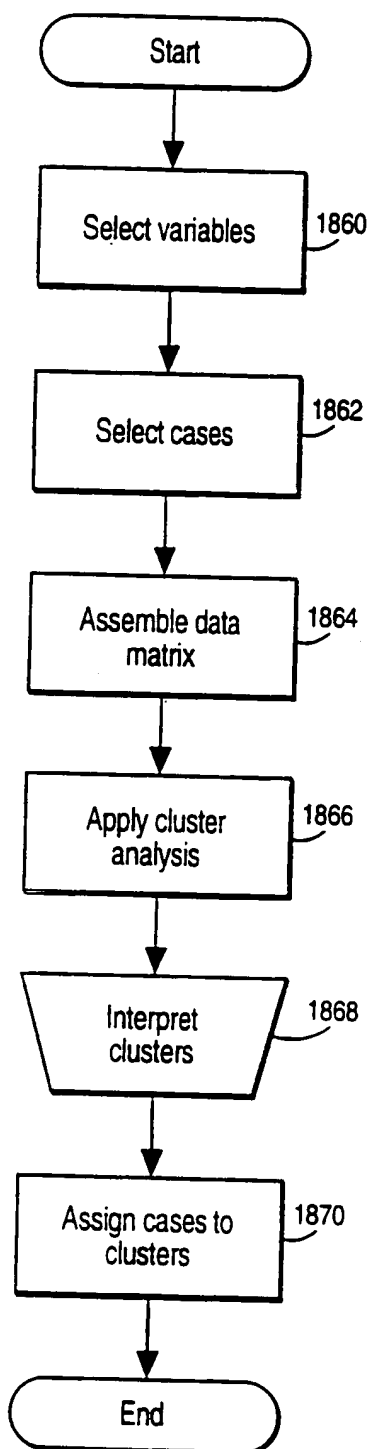 Start
Select variables
1860
Select cases
1862
Assemble data
matrix
1864
Apply cluster
analysis
1866
Interpret
clusters
1868
Assign cases to
clusters
1870
End